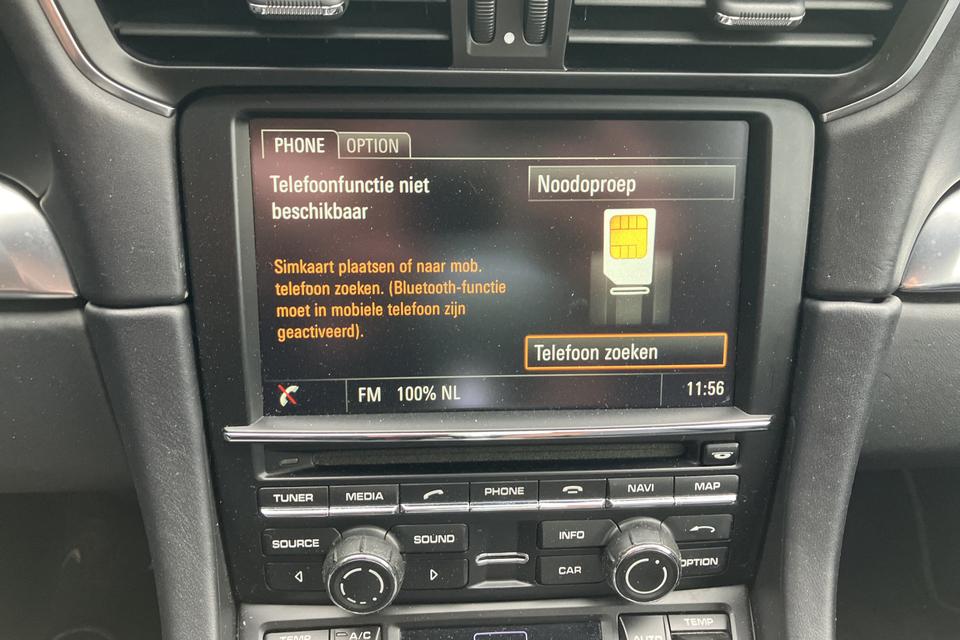 PHONE OPTION
Telefoonfunctie niet
beschikbaar
Noodoproep
Simkaart plaatsen of naar mob.
telefoon zoeken. (Bluetooth-functie
moet in mobiele telefoon zijn
geactiveerd).
Telefoon zoeken
FM 100% NL 11:56
TUNER MEDIA PHONE NAVI MAP
SOURCE SOUND INFO
CAR OPTION
TEMP A/C AUTO TEMP